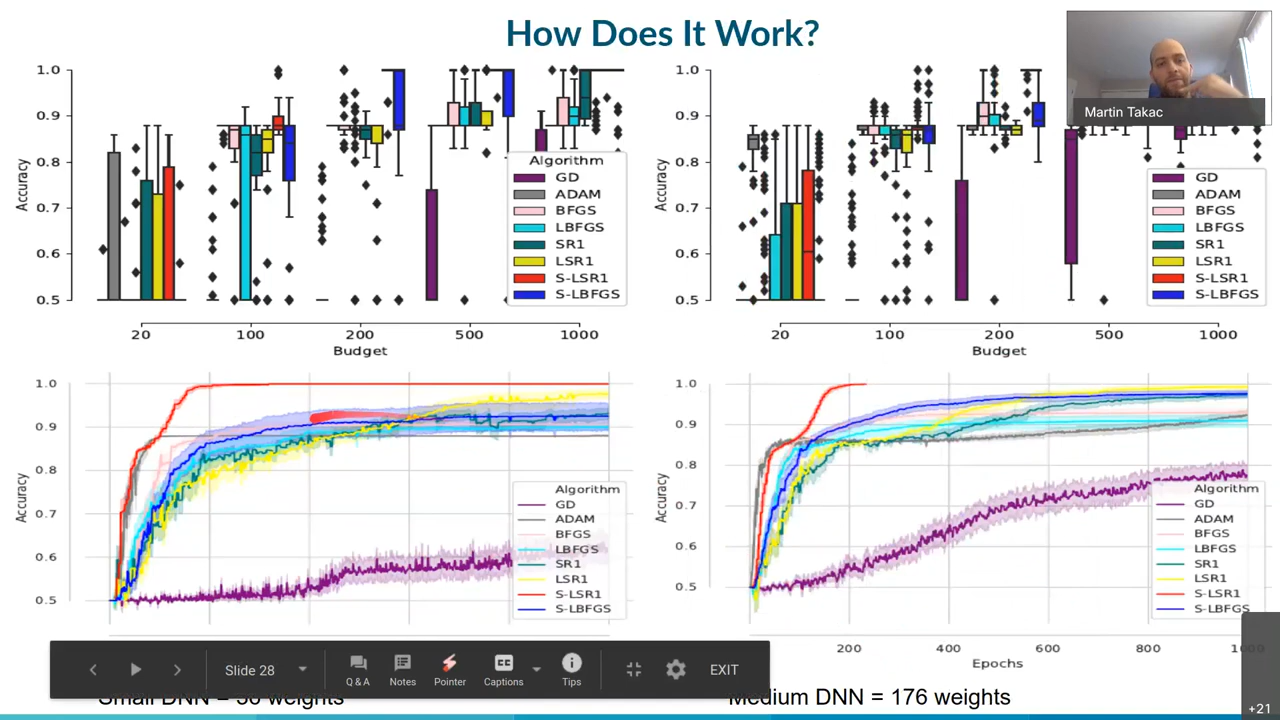 How Does It Work?
Martin Takac
1.0
0.9
0.8
0.7
0.6
0.5
Accuracy
20
100
200
500
1000
Budget
Algorithm
GD
ADAM
BFGS
LBFGS
SR1
LSR1
S-LSR1
S-LBFGS
1.0
0.9
0.8
0.7
0.6
0.5
Accuracy
20
100
200
500
1000
Budget
GD
ADAM
BFGS
LBFGS
SR1
LSR1
S-LSR1
S-LBFGS
1.0
0.9
0.8
0.7
0.6
0.5
Accuracy
Algorithm
GD
ADAM
BFGS
LBFGS
SR1
LSR1
S-LSR1
S-LBFGS
1.0
0.9
0.8
0.7
0.6
0.5
Accuracy
Algorithm
GD
ADAM
BFGS
LBFGS
SR1
LSR1
S-LSR1
S-LBFGS
200
400
600
800
1000
Epochs
Slide 28
Q & A
Notes
Pointer
CC
Captions
Tips
EXIT
Small DNN = 36 weights
Medium DNN = 176 weights
+21